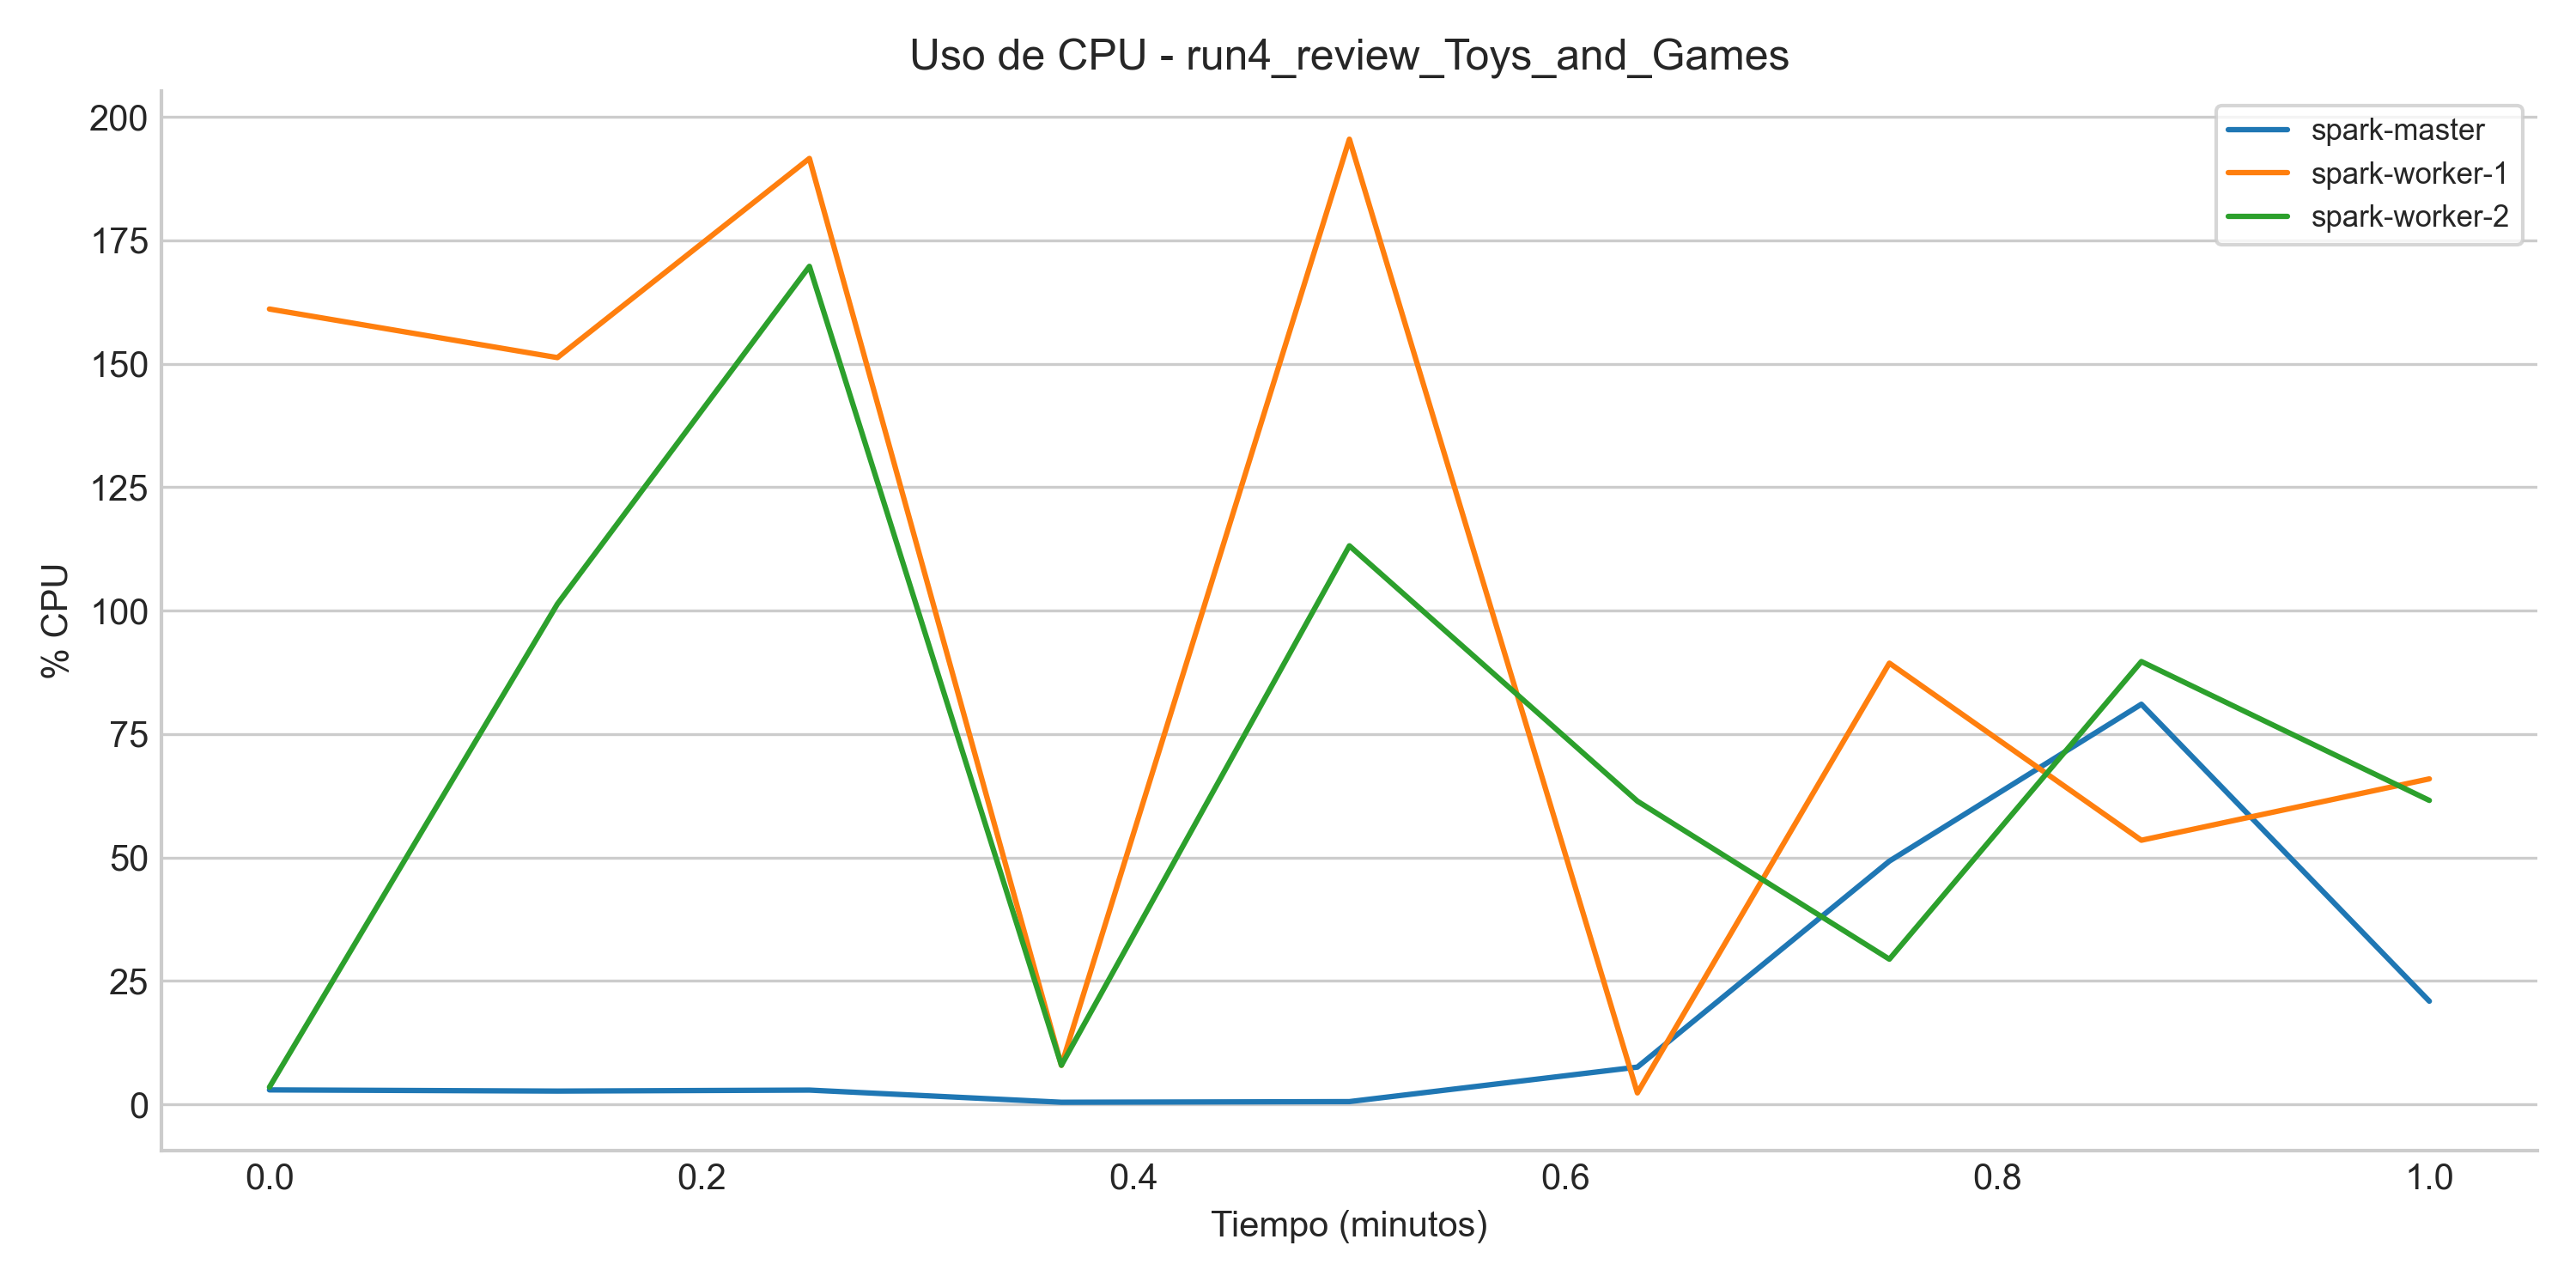 Uso de CPU - run4_review_Toys_and_Games
200
175
150
125
100
75
50
25
0
% CPU
spark-master
spark-worker-1
spark-worker-2
0.0 0.2 0.4 0.6 0.8 1.0
Tiempo (minutos)